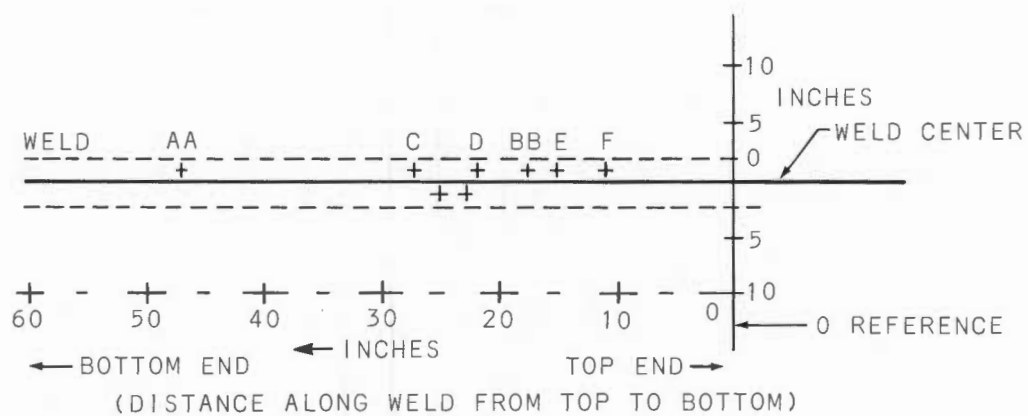 10
INCHES
5
WELD CENTER
WELD AA C D BB E F
0
5
10
60 50 40 30 20 10 0
0 REFERENCE
INCHES
BOTTOM END TOP END
(DISTANCE ALONG WELD FROM TOP TO BOTTOM)